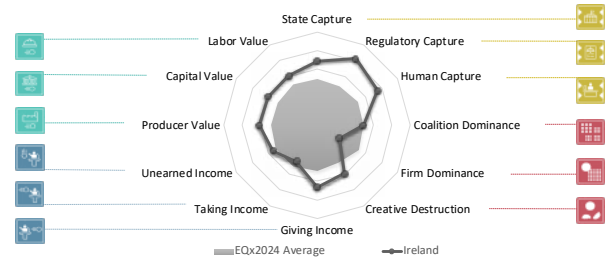 State Capture
Labor Value
Regulatory Capture
Capital Value
Human Capture
Producer Value
Coalition Dominance
Unearned Income
Firm Dominance
Taking Income
Creative Destruction
Giving Income
EQx2024 Average
Ireland